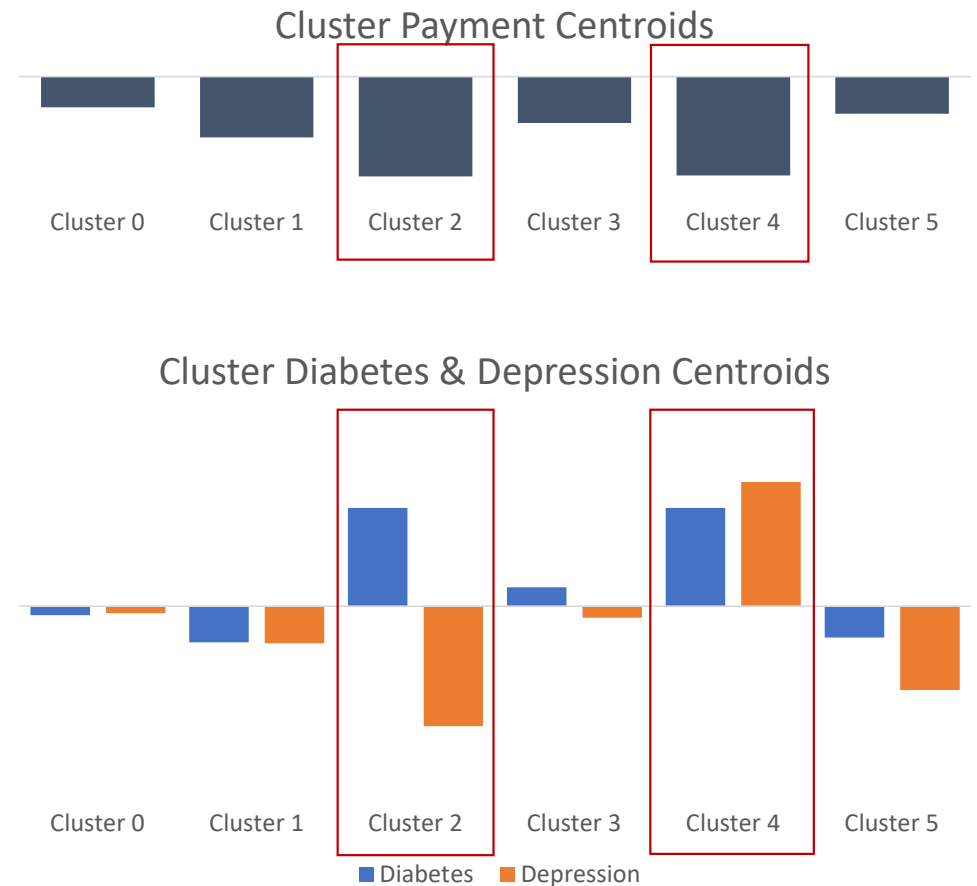 Cluster Payment Centroids
Cluster 0 Cluster 1 Cluster 2 Cluster 3 Cluster 4 Cluster 5
Cluster Diabetes & Depression Centroids
Cluster 0 Cluster 1 Cluster 2 Cluster 3 Cluster 4 Cluster 5
Diabetes Depression